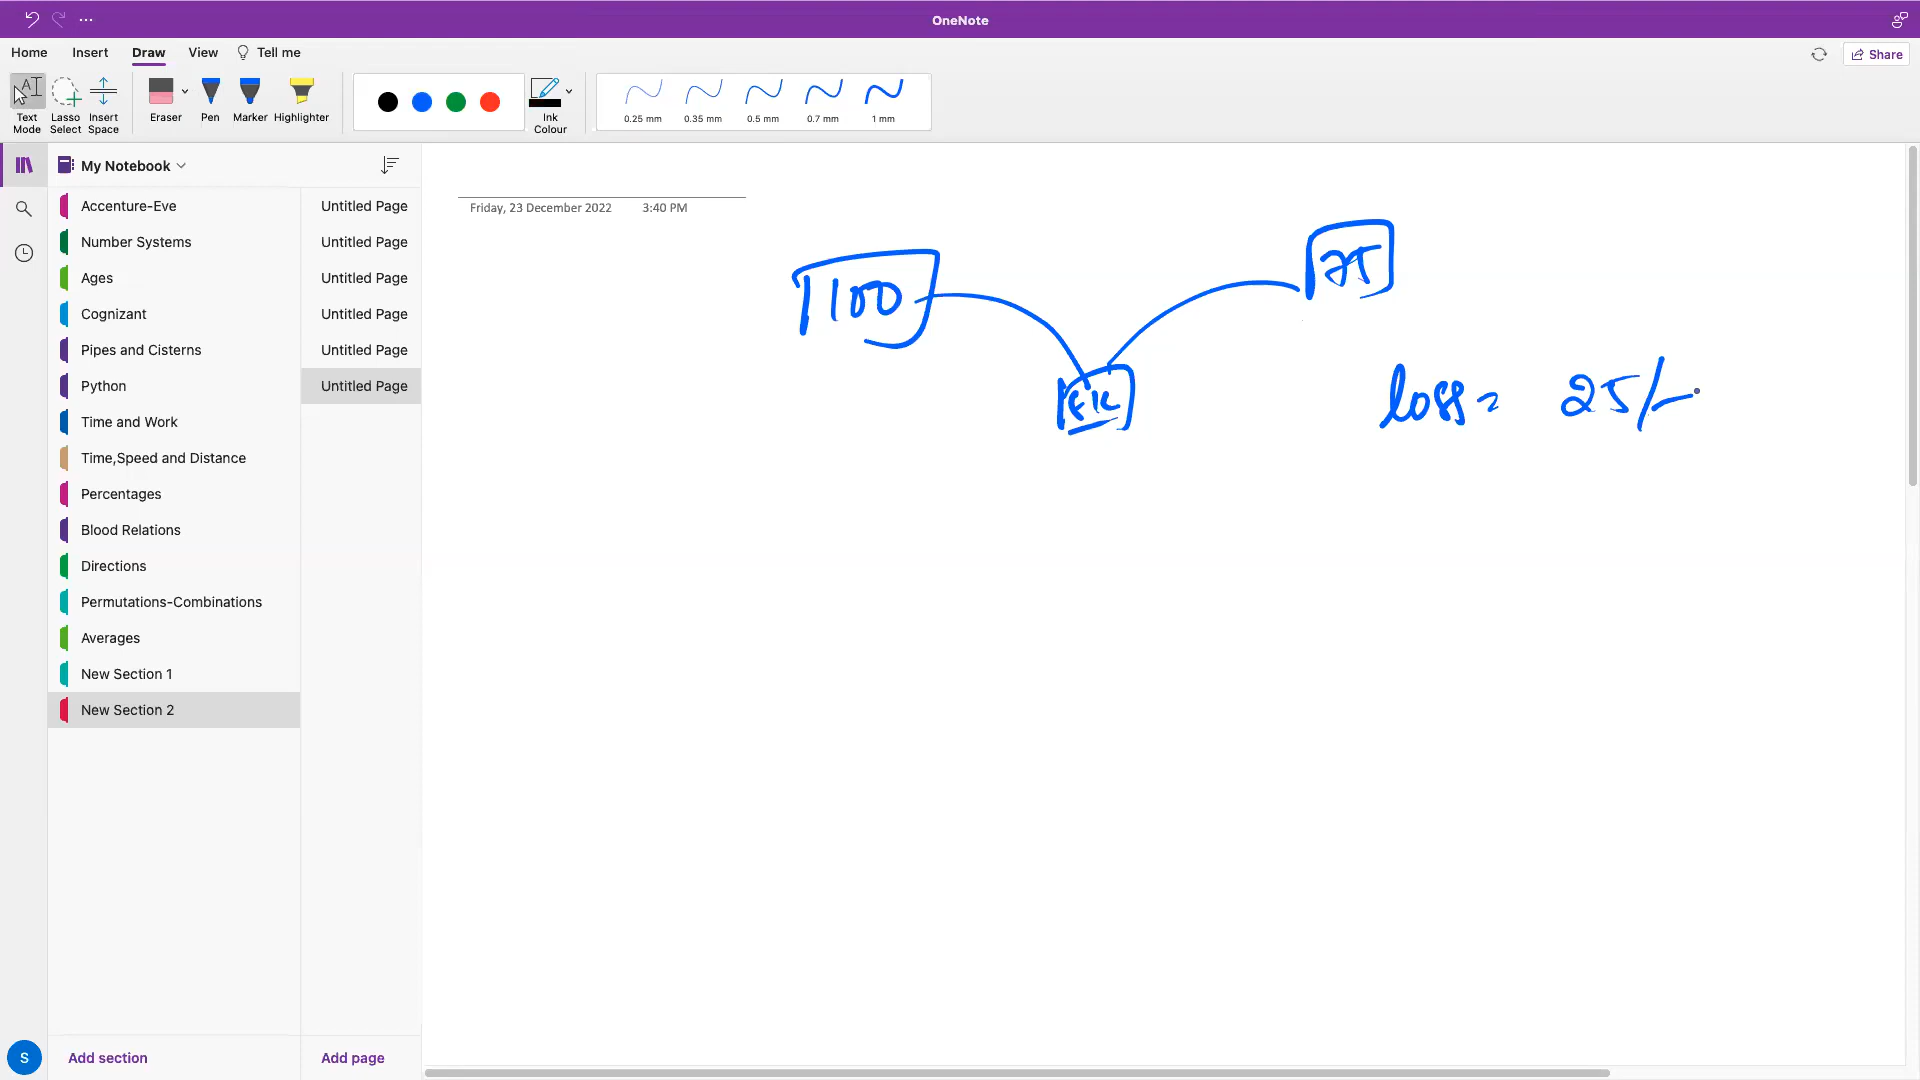 OneNote
Home Insert Draw View Tell me
Share
Text Mode
Lasso Select
Insert Space
Eraser
Pen
Marker
Highlighter
Ink Colour
0.25 mm
0.35 mm
0.5 mm
0.7 mm
1 mm
My Notebook
Accenture-Eve
Number Systems
Ages
Cognizant
Pipes and Cisterns
Python
Time and Work
Time,Speed and Distance
Percentages
Blood Relations
Directions
Permutations-Combinations
Averages
New Section 1
New Section 2
Add section
Untitled Page
Untitled Page
Untitled Page
Untitled Page
Untitled Page
Untitled Page
Add page
Friday, 23 December 2022 3:40 PM
100
75
loss = 25/-
S